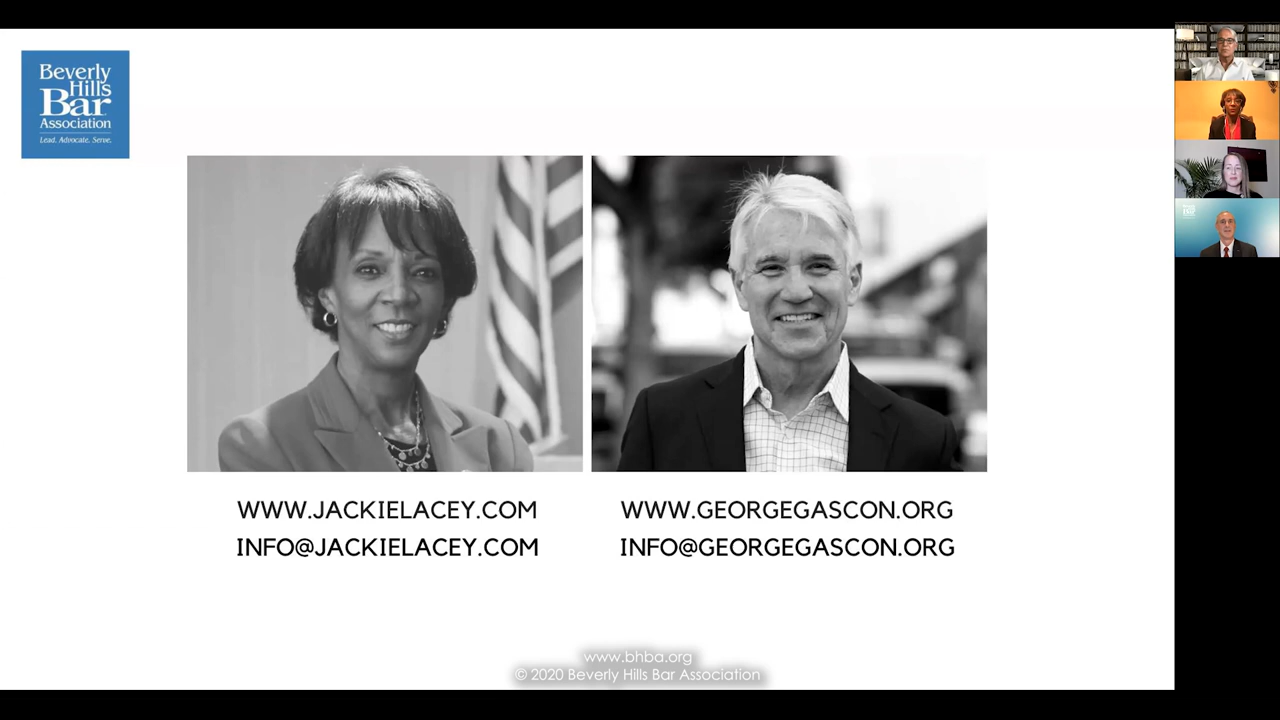 Beverly
Hills
Bar
Association
Lead. Advocate. Serve.
WWW.JACKIELACEY.COM
INFO@JACKIELACEY.COM
WWW.GEORGEGASCON.ORG
INFO@GEORGEGASCON.ORG
www.bhba.org
© 2020 Beverly Hills Bar Association